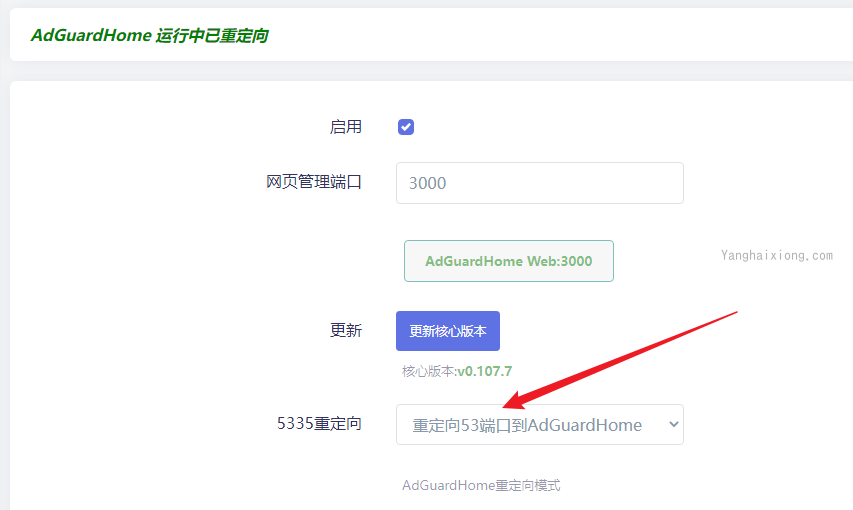 AdGuardHome 运行中已重定向
启用
网页管理端口
3000
AdGuardHome Web:3000
Yanghaixiong.com
更新
更新核心版本
核心版本:v0.107.7
5335重定向
重定向53端口到AdGuardHome
AdGuardHome重定向模式